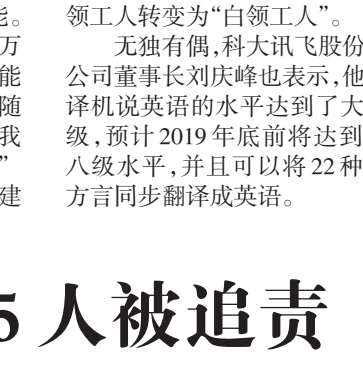 能。
万
能
随
我
”
建
领工人转变为“白领工人”。
无独有偶,科大讯飞股份
公司董事长刘庆峰也表示,他
译机说英语的水平达到了大
级,预计2019年底前将达到
八级水平,并且可以将22种
方言同步翻译成英语。
5人被追责